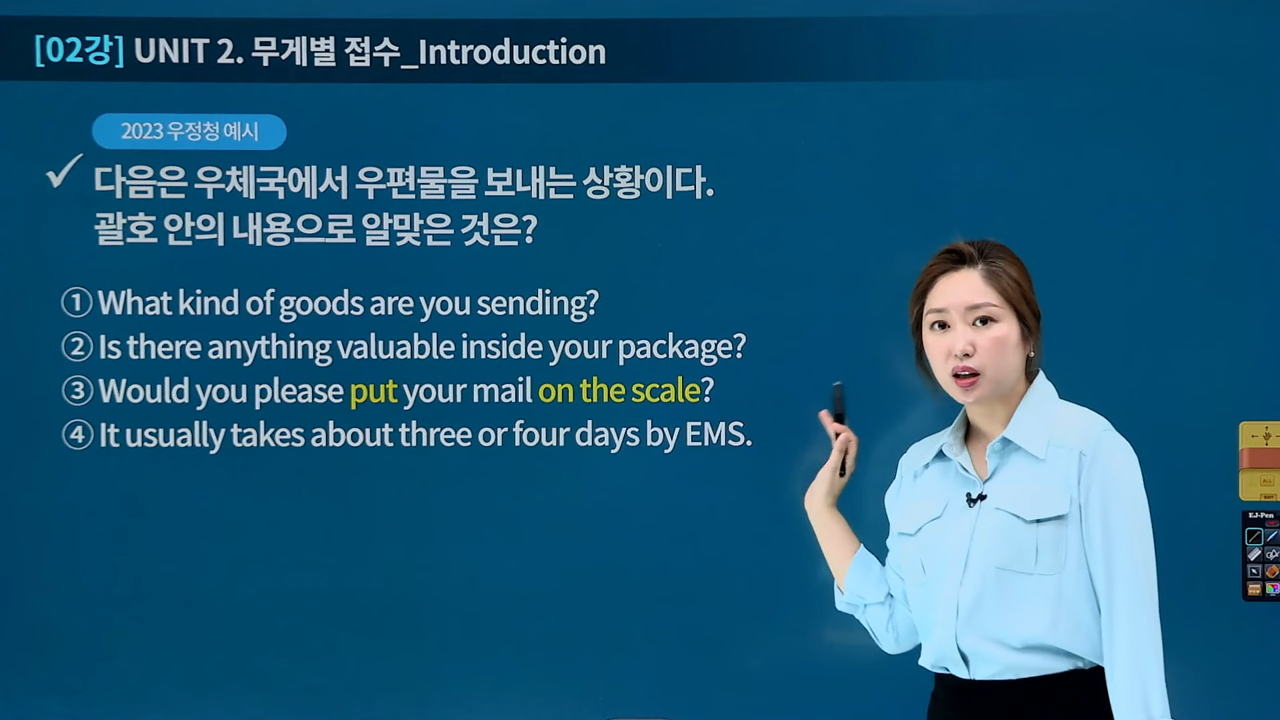 [02강] UNIT 2. 무게별 접수_Introduction
2023 우정청 예시
다음은 우체국에서 우편물을 보내는 상황이다.
괄호 안의 내용으로 알맞은 것은?
① What kind of goods are you sending?
② Is there anything valuable inside your package?
③ Would you please put your mail on the scale?
④ It usually takes about three or four days by EMS.
ALL
EXIT
EJ-Pen